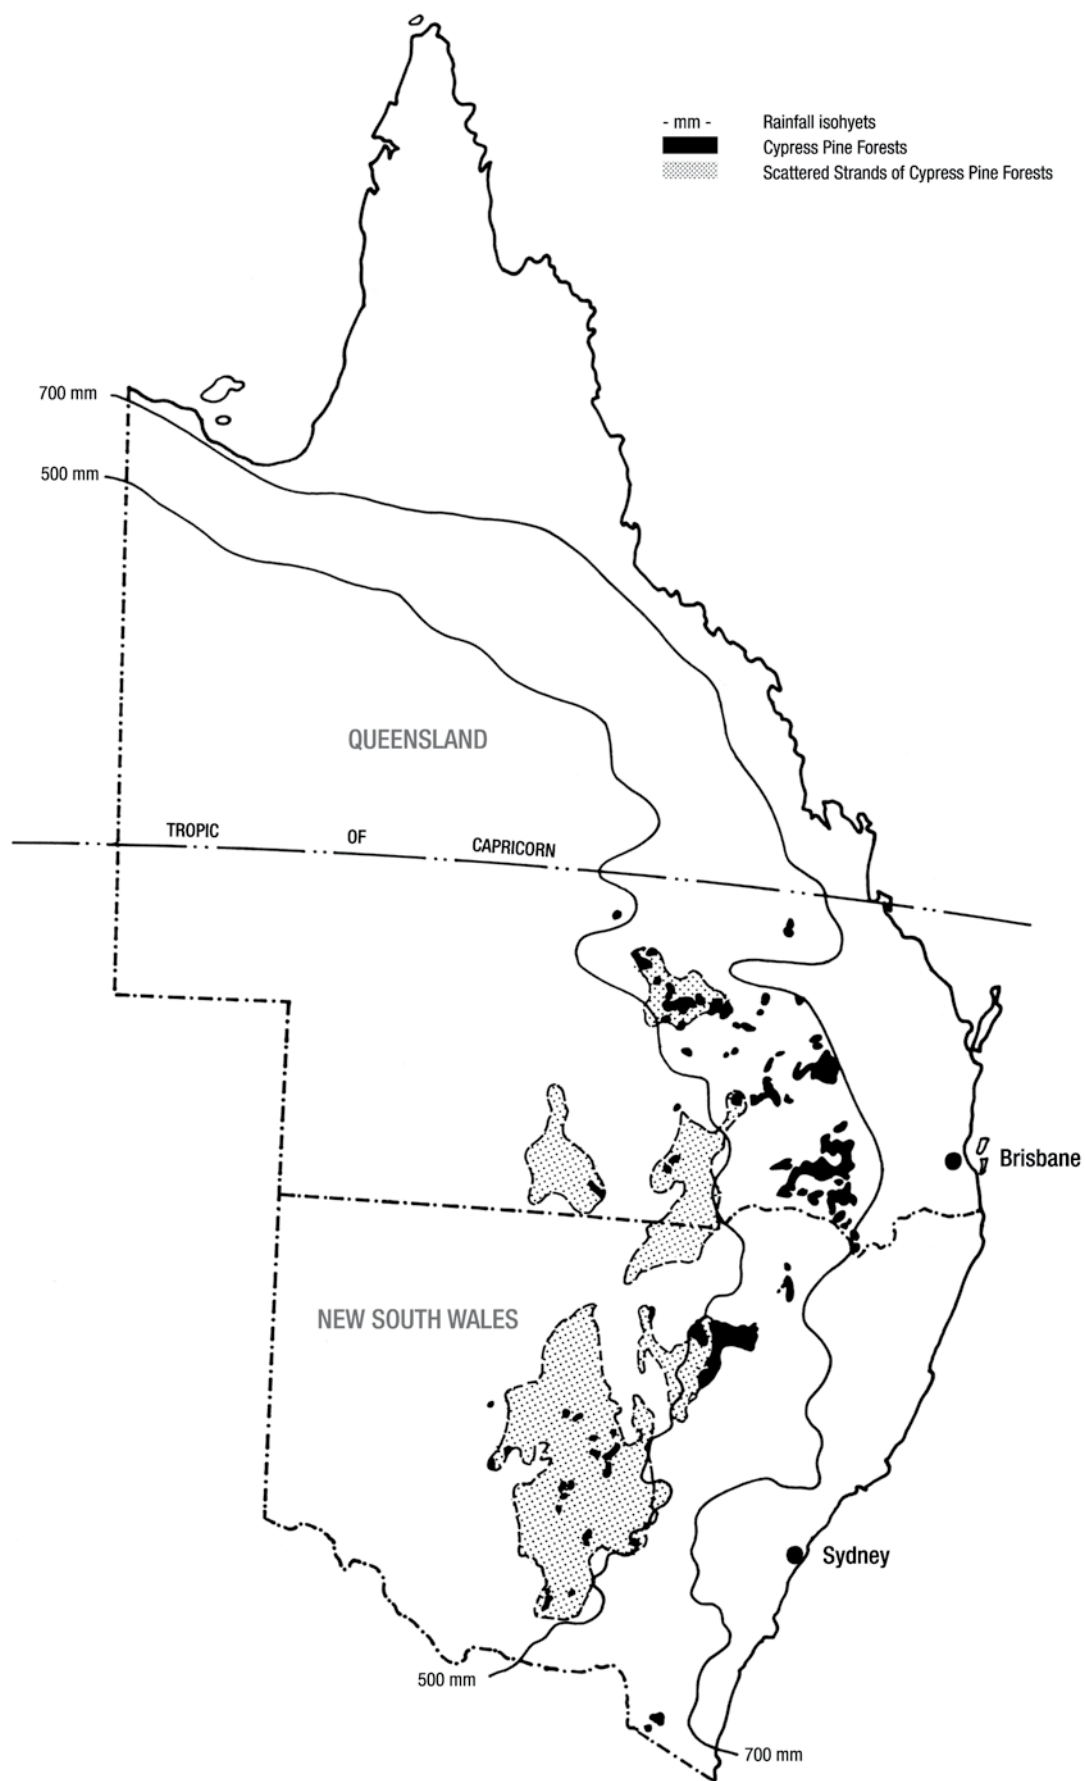 - mm - Rainfall isohyets
Cypress Pine Forests
Scattered Strands of Cypress Pine Forests
700 mm
500 mm
QUEENSLAND
TROPIC OF CAPRICORN
Brisbane
NEW SOUTH WALES
Sydney
500 mm
700 mm